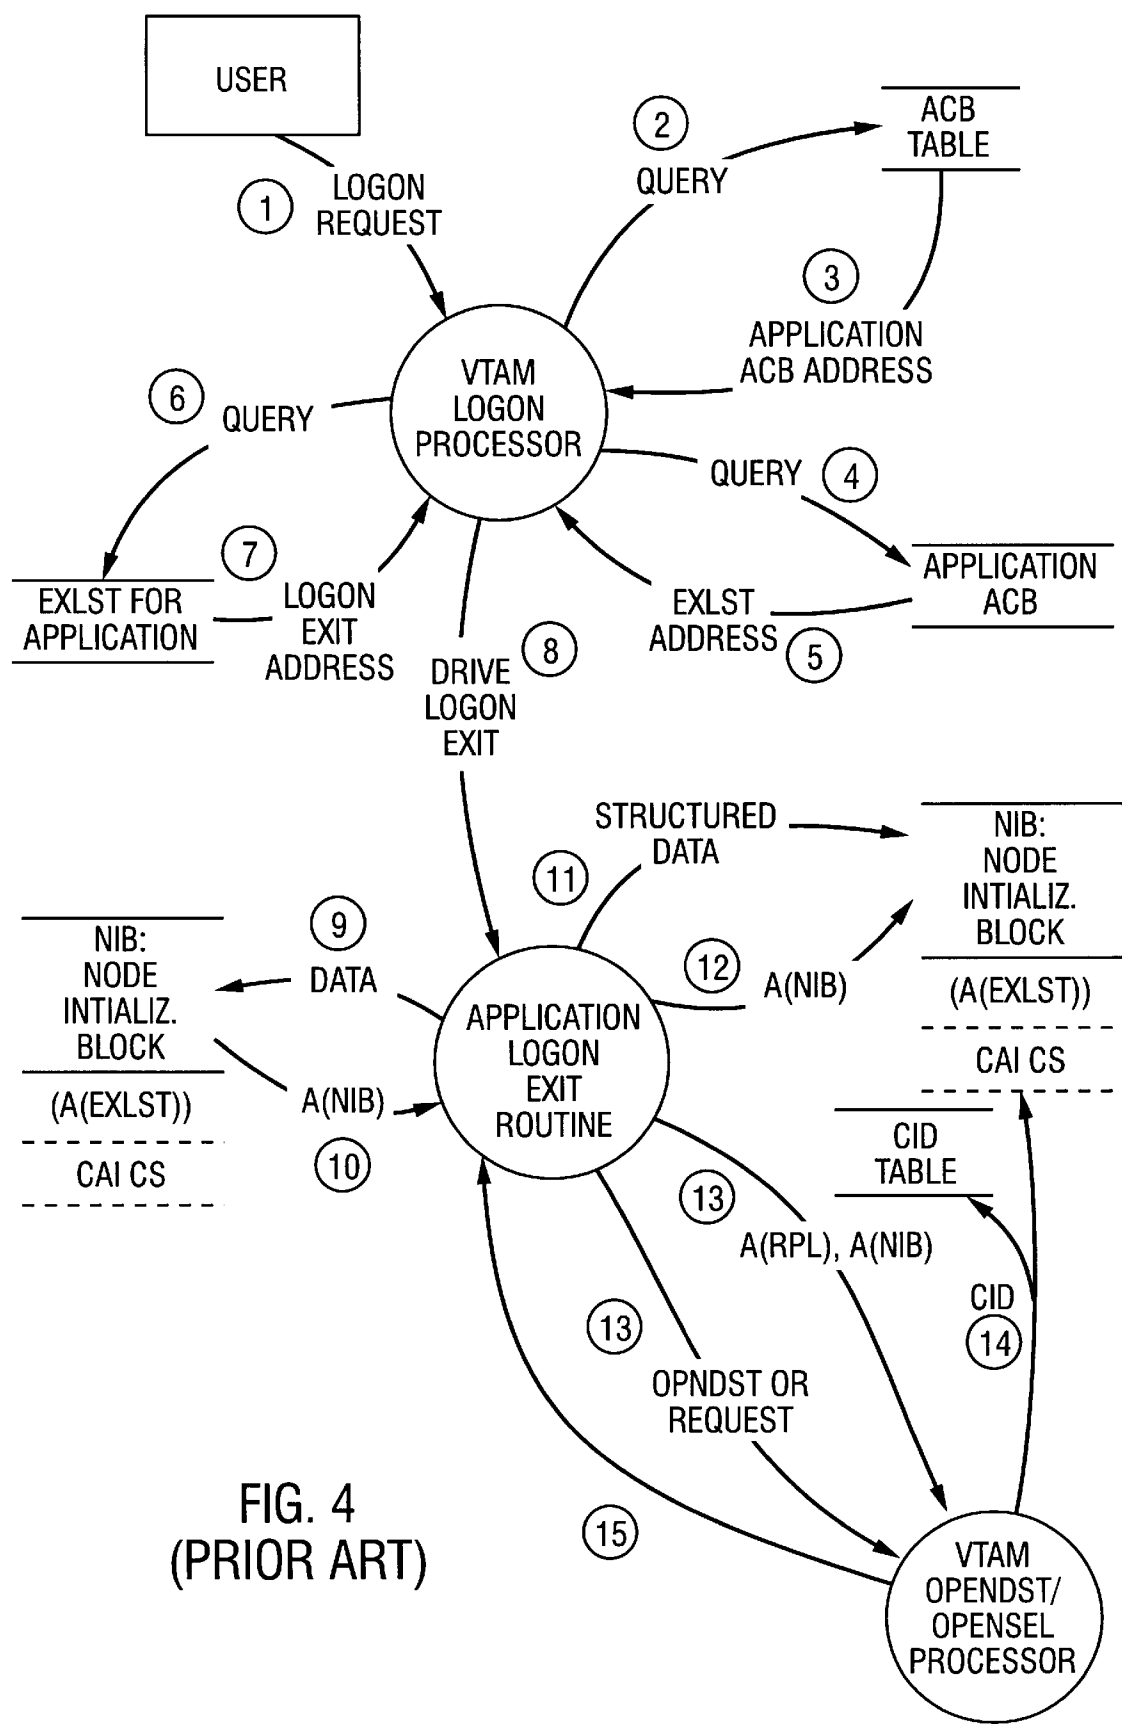 USER
1
LOGON
REQUEST
2
QUERY
ACB
TABLE
3
APPLICATION
ACB ADDRESS
VTAM
LOGON
PROCESSOR
QUERY
4
APPLICATION
ACB
EXLST
ADDRESS
5
6
QUERY
EXLST FOR
APPLICATION
7
LOGON
EXIT
ADDRESS
8
DRIVE
LOGON
EXIT
9
DATA
NIB:
NODE
INTIALIZ.
BLOCK
(A(EXLST))
CAI CS
A(NIB)
10
APPLICATION
LOGON
EXIT
ROUTINE
11
STRUCTURED
DATA
12
A(NIB)
NIB:
NODE
INTIALIZ.
BLOCK
(A(EXLST))
CAI CS
CID
TABLE
13
A(RPL), A(NIB)
13
OPNDST OR
REQUEST
CID
14
15
VTAM
OPENDST/
OPENSEL
PROCESSOR
FIG. 4
(PRIOR ART)